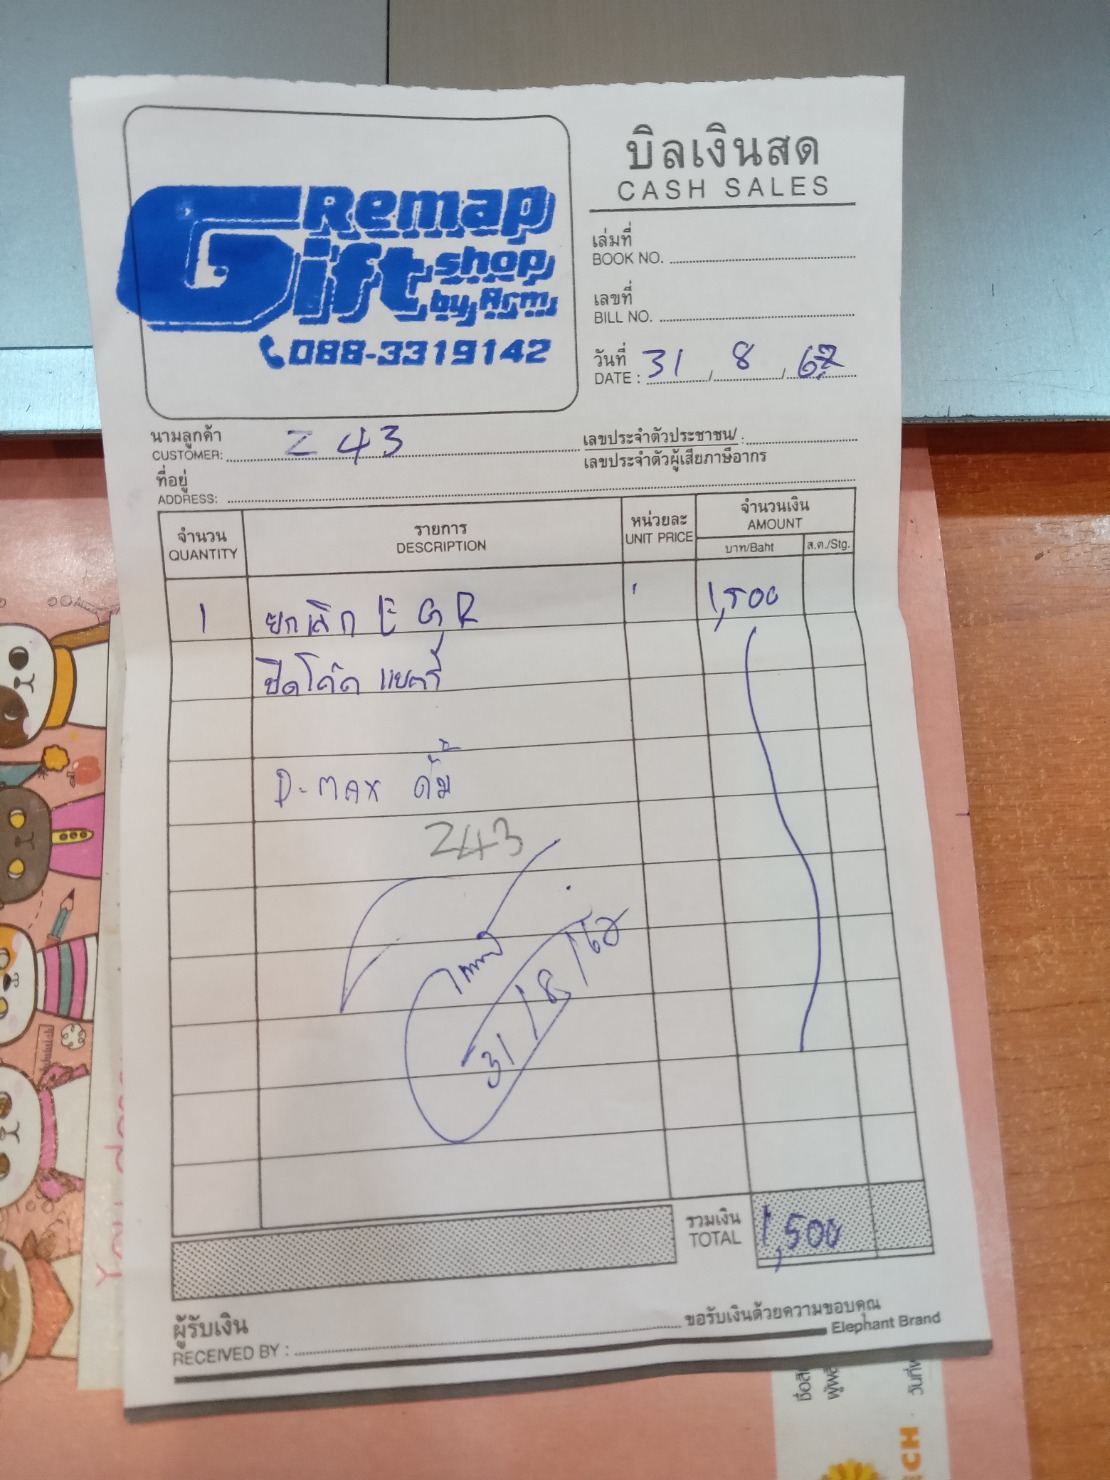 Remap
Gift shop
by Arm
088-3319142
บิลเงินสด
CASH SALES
เล่มที่
BOOK NO.
เลขที่
BILL NO.
วันที่
DATE : 31 / 8 / 67
นามลูกค้า
CUSTOMER: Z 43
เลขประจำตัวประชาชน/ :
เลขประจำตัวผู้เสียภาษีอากร
ที่อยู่
ADDRESS:
จำนวน
QUANTITY
รายการ
DESCRIPTION
หน่วยละ
UNIT PRICE
จำนวนเงิน
AMOUNT
บาท/Baht
ส.ต./Stg.
1 ยกเลิก EGR 1,500
ปิดโค้ด แบตรี่
D-MAX ดั้ม
Z43
31/8/62
รวมเงิน
TOTAL 1,500
ผู้รับเงิน
RECEIVED BY :
ขอรับเงินด้วยความขอบคุณ
Elephant Brand